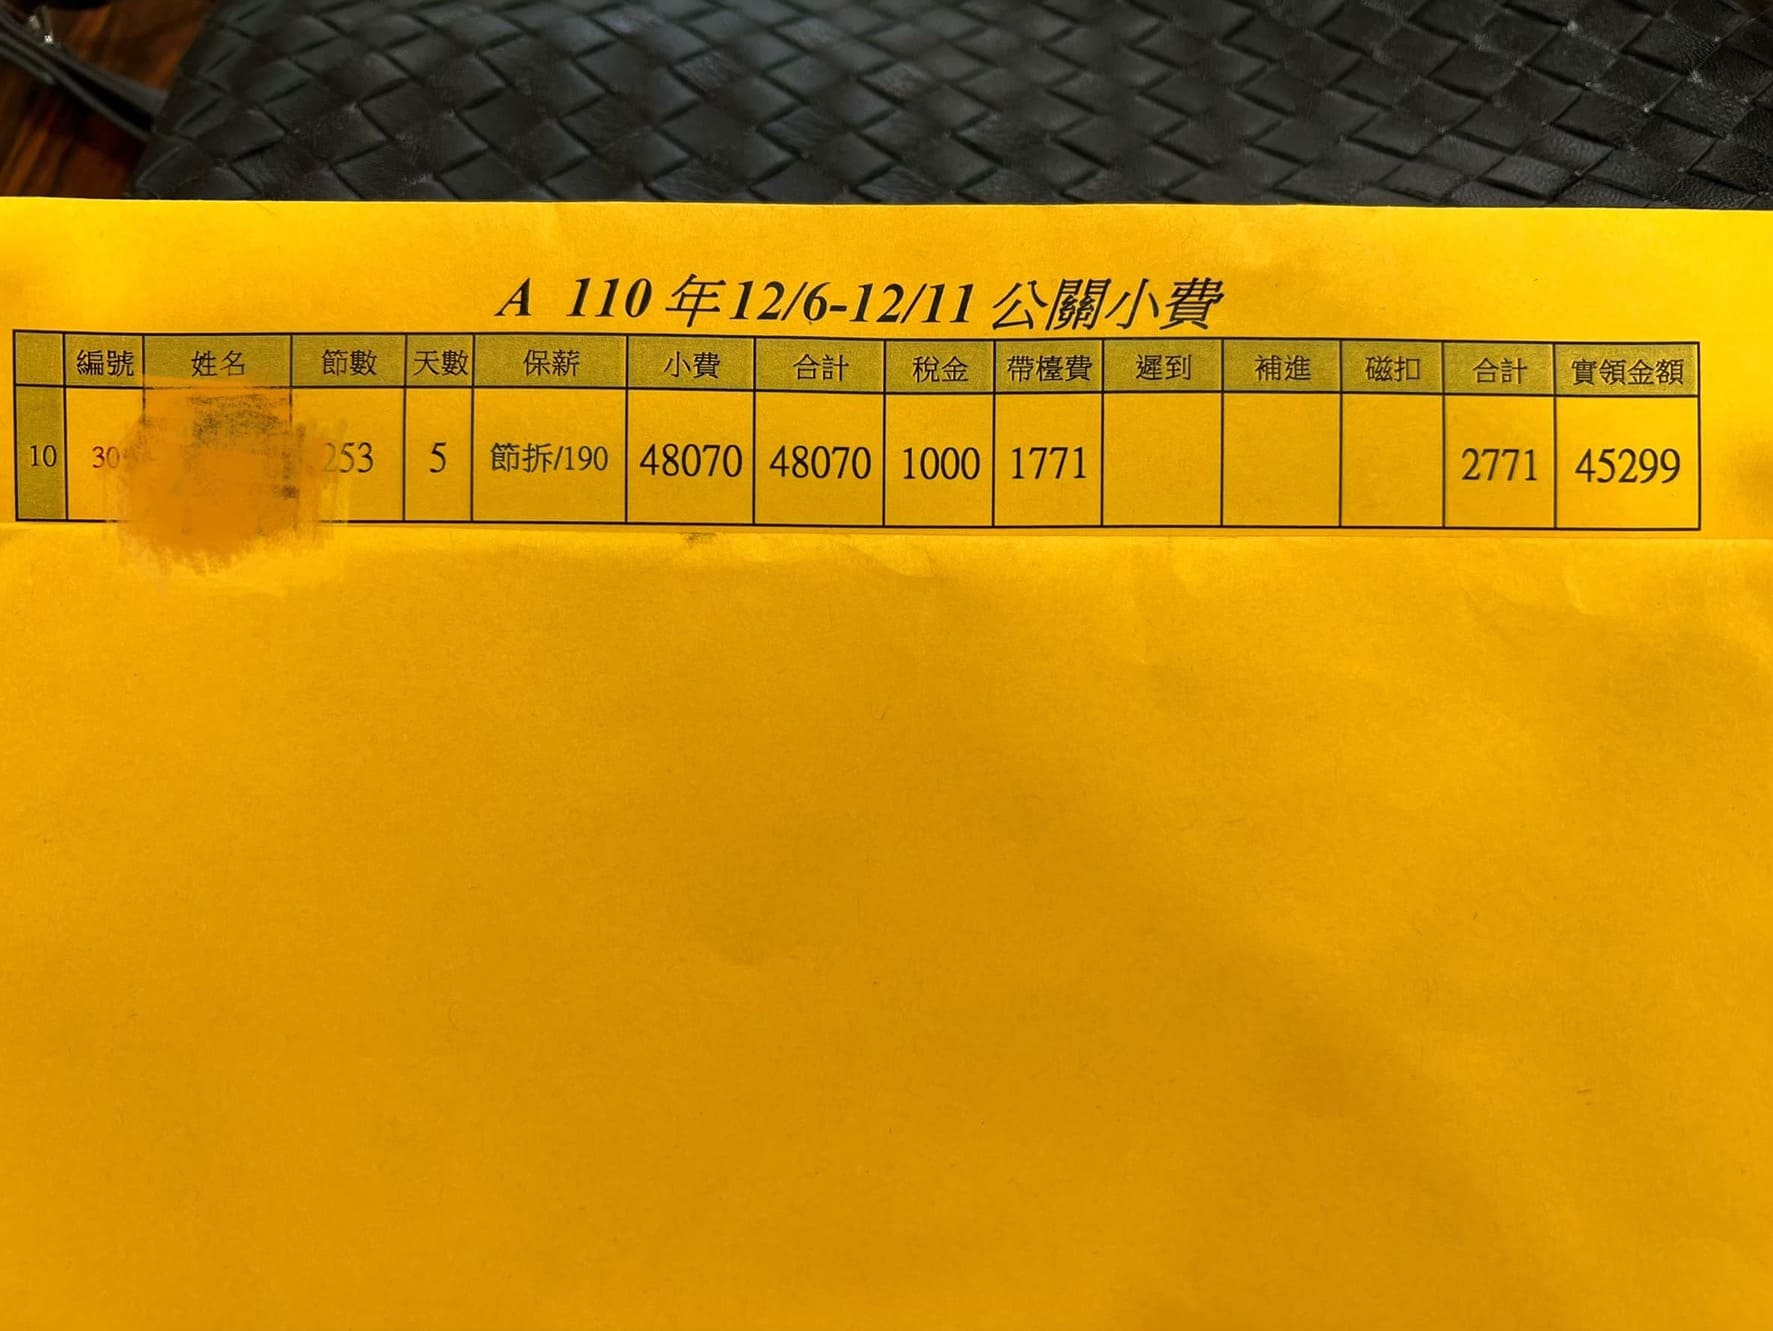 A 110 年 12/6-12/11 公關小費
編號 姓名 節數 天數 保薪 小費 合計 稅金 帶檯費 遲到 補進 磁扣 合計 實領金額
10 253 5 節拆/190 48070 48070 1000 1771 2771 45299